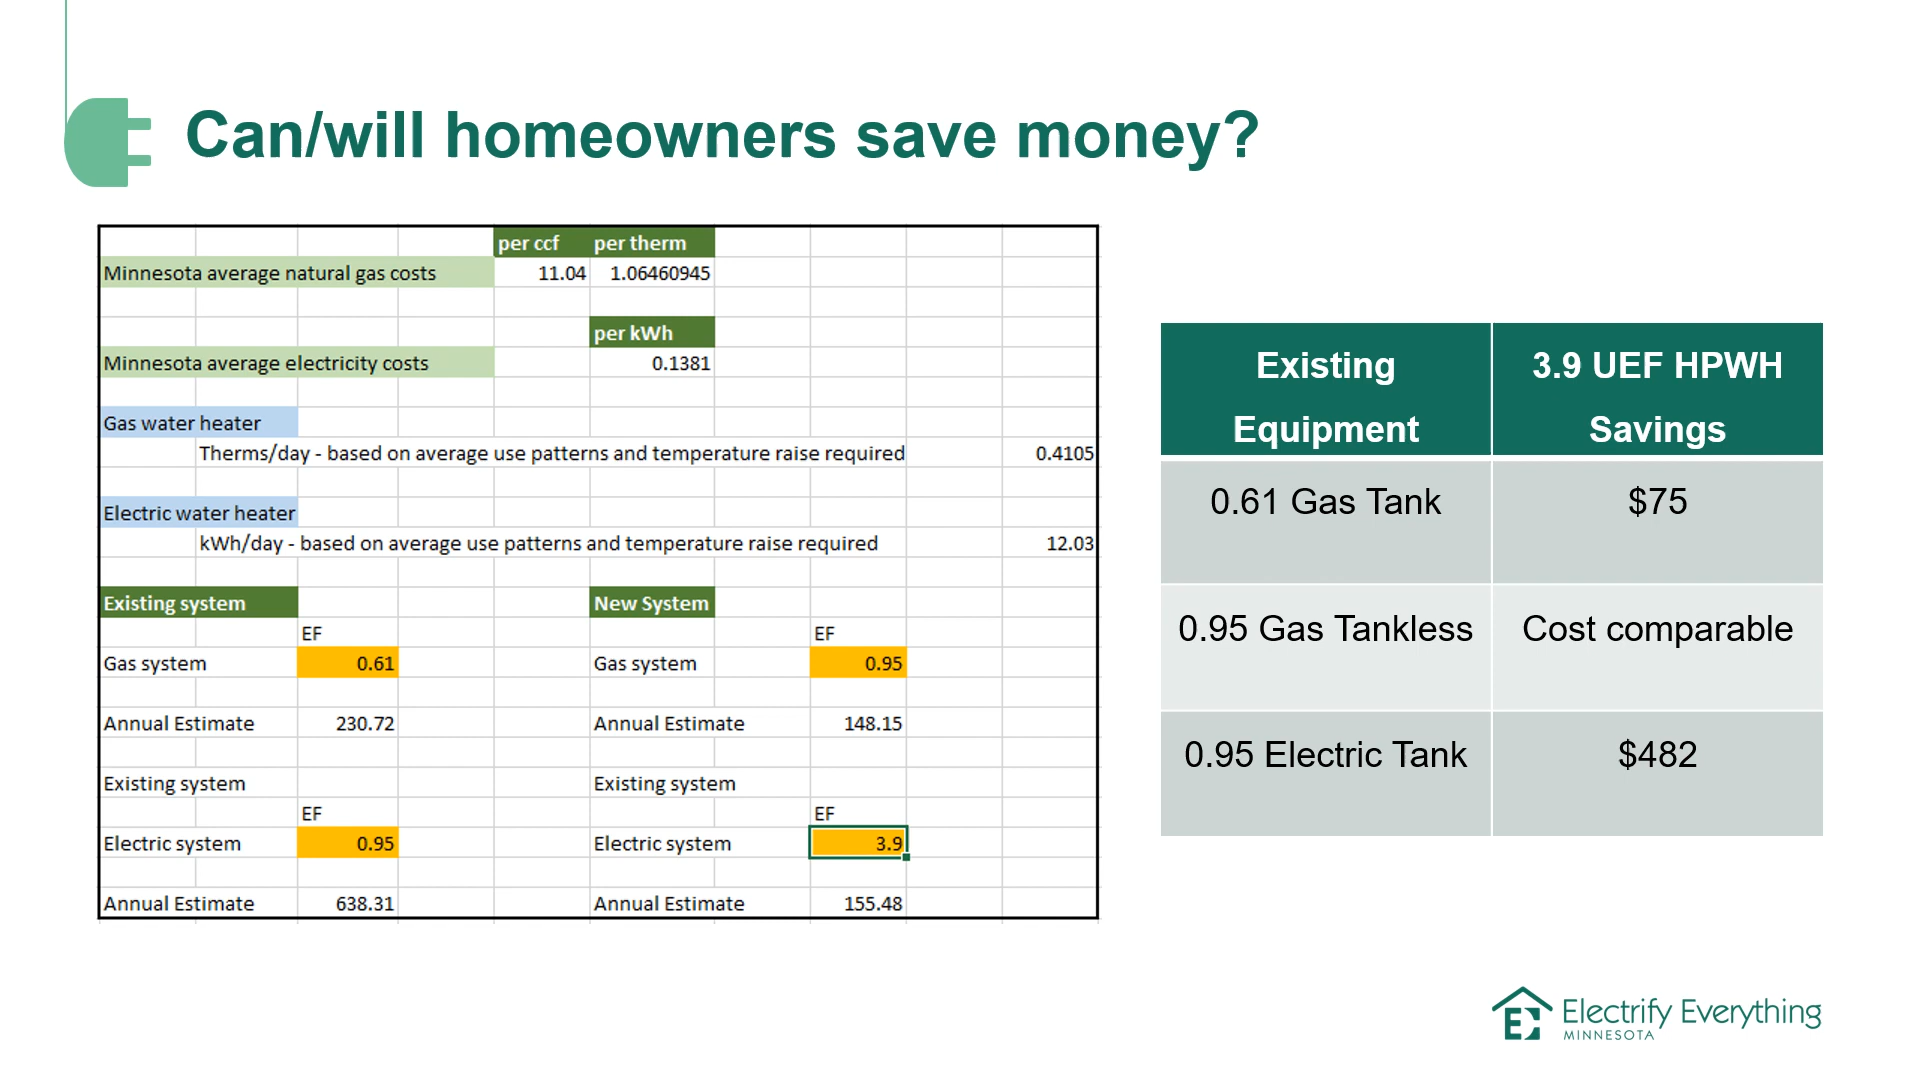 Can/will homeowners save money?
per ccf per therm
Minnesota average natural gas costs 11.04 1.06460945
per kWh
Minnesota average electricity costs 0.1381
Gas water heater
Therms/day - based on average use patterns and temperature raise required 0.4105
Electric water heater
kWh/day - based on average use patterns and temperature raise required 12.03
Existing system New System
EF EF
Gas system 0.61 Gas system 0.95
Annual Estimate 230.72 Annual Estimate 148.15
Existing system Existing system
EF EF
Electric system 0.95 Electric system 3.9
Annual Estimate 638.31 Annual Estimate 155.48
Existing 3.9 UEF HPWH
Equipment Savings
0.61 Gas Tank $75
0.95 Gas Tankless Cost comparable
0.95 Electric Tank $482
Electrify Everything
MINNESOTA